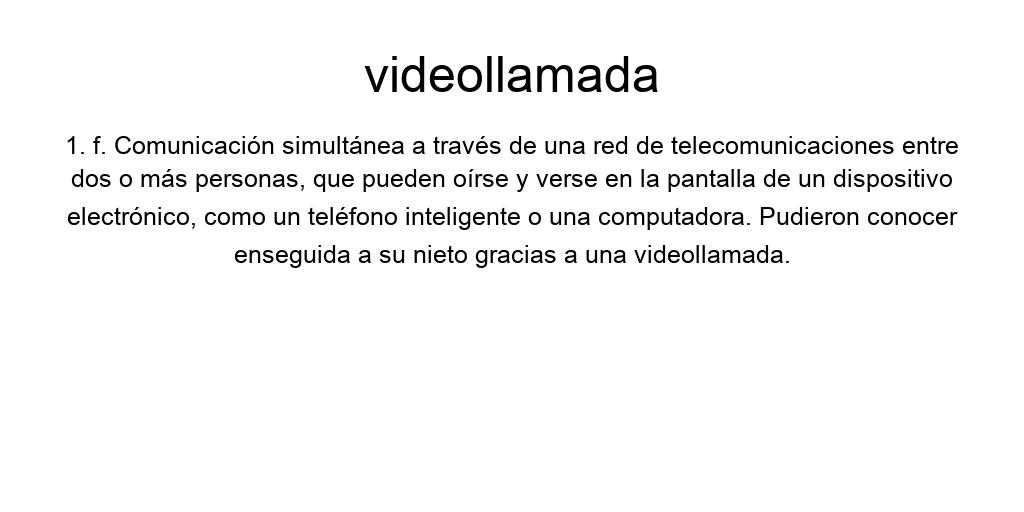 videollamada
1. f. Comunicación simultánea a través de una red de telecomunicaciones entre
dos o más personas, que pueden oírse y verse en la pantalla de un dispositivo
electrónico, como un teléfono inteligente o una computadora. Pudieron conocer
enseguida a su nieto gracias a una videollamada.